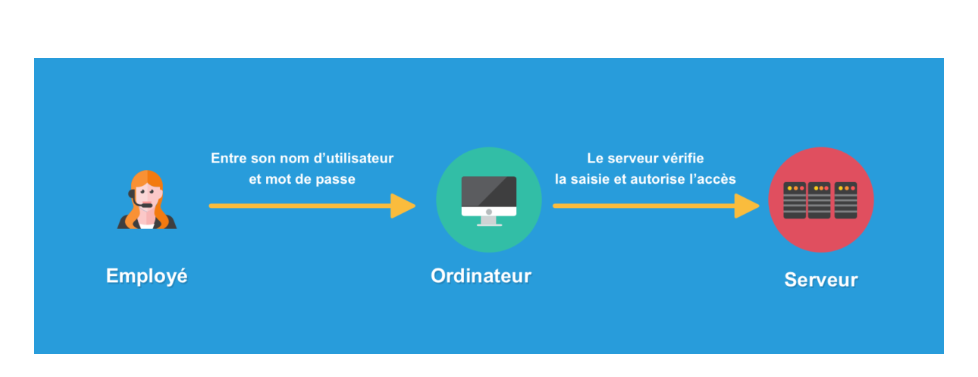 Entre son nom d'utilisateur
et mot de passe
Le serveur vérifie
la saisie et autorise l'accès
Employé
Ordinateur
Serveur